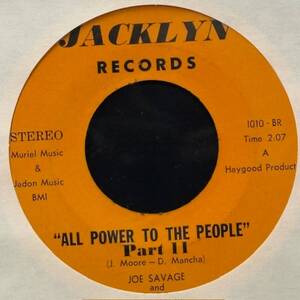 JACKLYN
RECORDS
STEREO
Muriel Music
&
Jadon Music
BMI
1010-BR
Time 2.07
A
Haygood Product
"ALL POWER TO THE PEOPLE"
Part II
(J. Moore—D. Mancha)
JOE SAVAGE
and